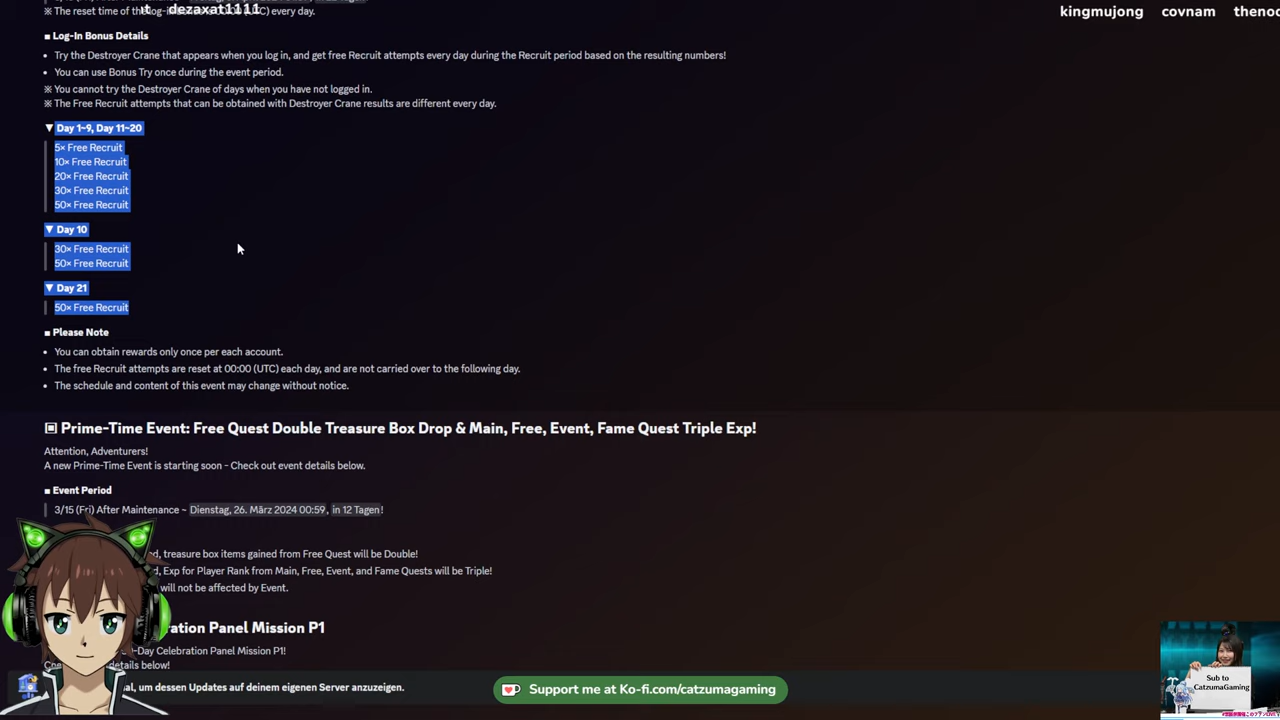 dezaxat1111
kingmujong covnam thenoo
※ The reset time of the log-in bonus is 00:00 (UTC) every day.
■ Log-In Bonus Details
• Try the Destroyer Crane that appears when you log in, and get free Recruit attempts every day during the Recruit period based on the resulting numbers!
• You can use Bonus Try once during the event period.
※ You cannot try the Destroyer Crane of days when you have not logged in.
※ The Free Recruit attempts that can be obtained with Destroyer Crane results are different every day.
▼ Day 1~9, Day 11~20
5× Free Recruit
10× Free Recruit
20× Free Recruit
30× Free Recruit
50× Free Recruit
▼ Day 10
30× Free Recruit
50× Free Recruit
▼ Day 21
50× Free Recruit
■ Please Note
• You can obtain rewards only once per each account.
• The free Recruit attempts are reset at 00:00 (UTC) each day, and are not carried over to the following day.
• The schedule and content of this event may change without notice.
▣ Prime-Time Event: Free Quest Double Treasure Box Drop & Main, Free, Event, Fame Quest Triple Exp!
Attention, Adventurers!
A new Prime-Time Event is starting soon - Check out event details below.
■ Event Period
3/15 (Fri) After Maintenance ~ Dienstag, 26. März 2024 00:59, in 12 Tagen!
d, treasure box items gained from Free Quest will be Double!
d, Exp for Player Rank from Main, Free, Event, and Fame Quests will be Triple!
will not be affected by Event.
ration Panel Mission P1
-Day Celebration Panel Mission P1!
details below!
al, um dessen Updates auf deinem eigenen Server anzuzeigen.
Support me at Ko-fi.com/catzumagaming
Sub to
CatzumaGaming